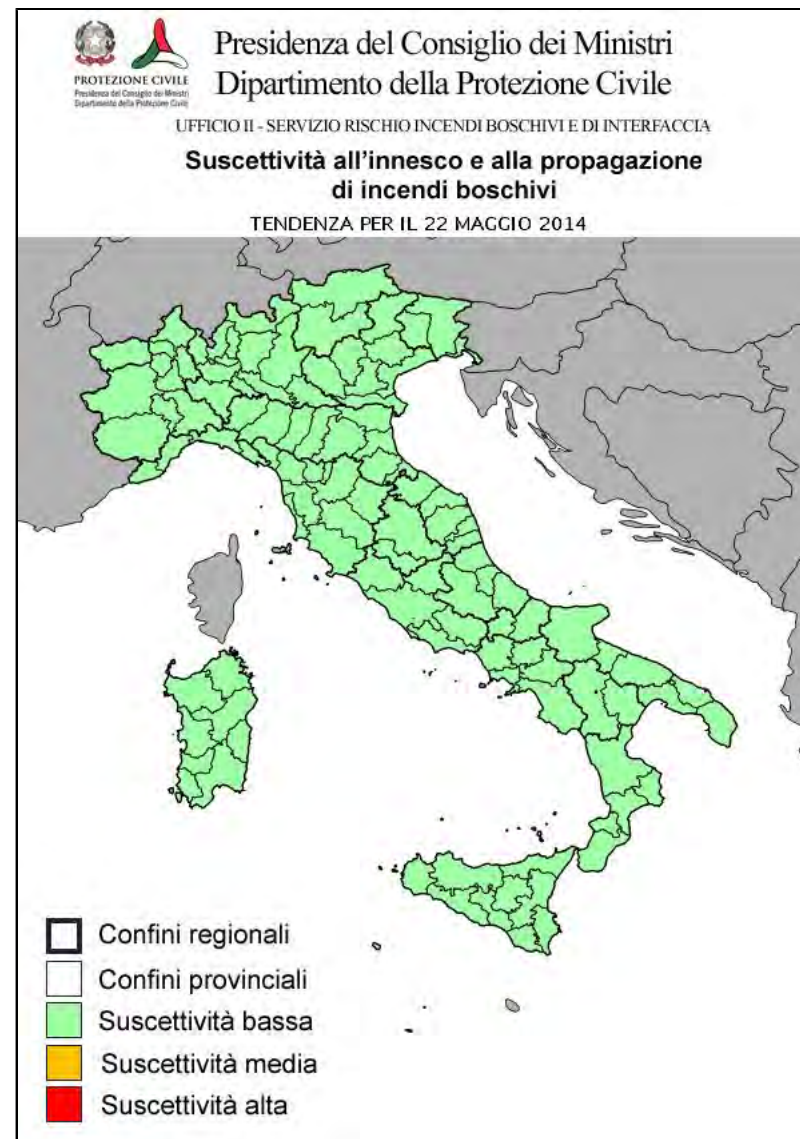 Presidenza del Consiglio dei Ministri
Dipartimento della Protezione Civile
PROTEZIONE CIVILE
Presidenza del Consiglio dei Ministri
Dipartimento della Protezione Civile
UFFICIO II - SERVIZIO RISCHIO INCENDI BOSCHIVI E DI INTERFACCIA
Suscettività all'innesco e alla propagazione
di incendi boschivi
TENDENZA PER IL 22 MAGGIO 2014
Confini regionali
Confini provinciali
Suscettività bassa
Suscettività media
Suscettività alta